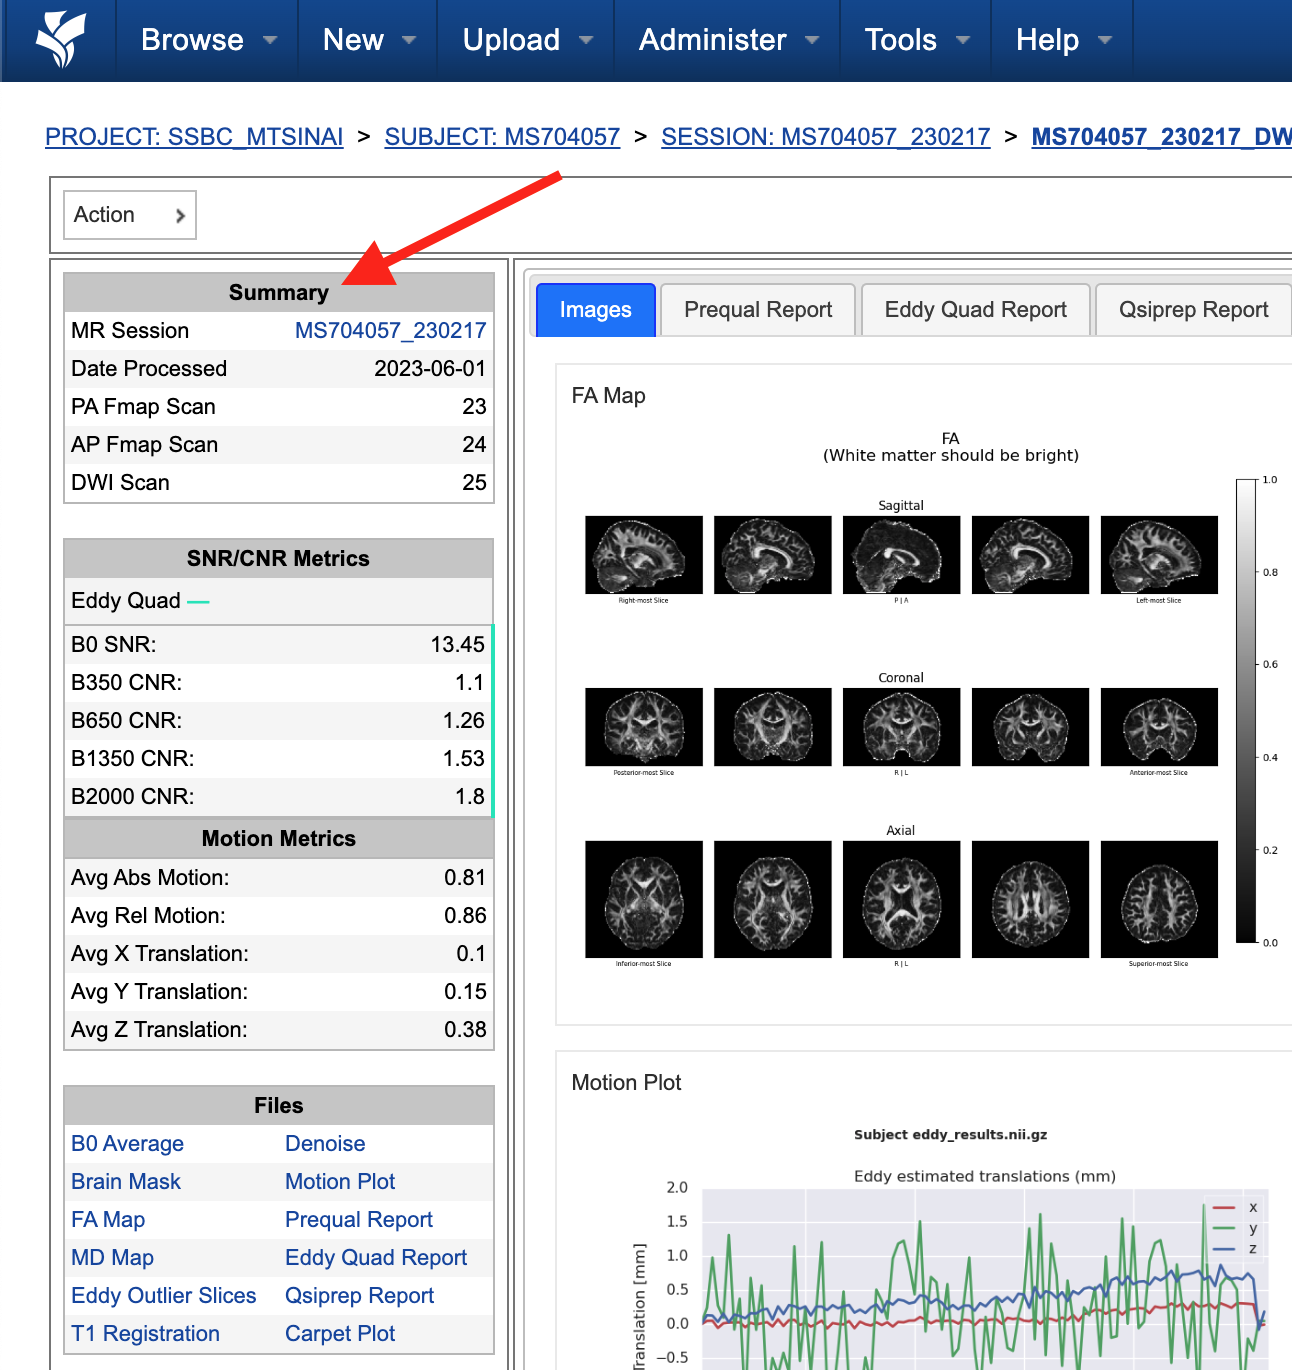 Browse New Upload Administer Tools Help
PROJECT: SSBC_MTSINAI > SUBJECT: MS704057 > SESSION: MS704057_230217 > MS704057_230217_DW
Action
Summary
MR Session MS704057_230217
Date Processed 2023-06-01
PA Fmap Scan 23
AP Fmap Scan 24
DWI Scan 25
SNR/CNR Metrics
Eddy Quad
B0 SNR: 13.45
B350 CNR: 1.1
B650 CNR: 1.26
B1350 CNR: 1.53
B2000 CNR: 1.8
Motion Metrics
Avg Abs Motion: 0.81
Avg Rel Motion: 0.86
Avg X Translation: 0.1
Avg Y Translation: 0.15
Avg Z Translation: 0.38
Files
B0 Average Denoise
Brain Mask Motion Plot
FA Map Prequal Report
MD Map Eddy Quad Report
Eddy Outlier Slices Qsiprep Report
T1 Registration Carpet Plot
Images Prequal Report Eddy Quad Report Qsiprep Report
FA Map
FA
(White matter should be bright)
Sagittal
Right-most Slice P | A Left-most Slice
Coronal
Posterior-most Slice R | L Anterior-most Slice
Axial
Inferior-most Slice R | L Superior-most Slice
1.0
0.8
0.6
0.4
0.2
0.0
Motion Plot
Subject eddy_results.nii.gz
Eddy estimated translations (mm)
Translation [mm]
2.0
1.5
1.0
0.5
0.0
−0.5
x
y
z